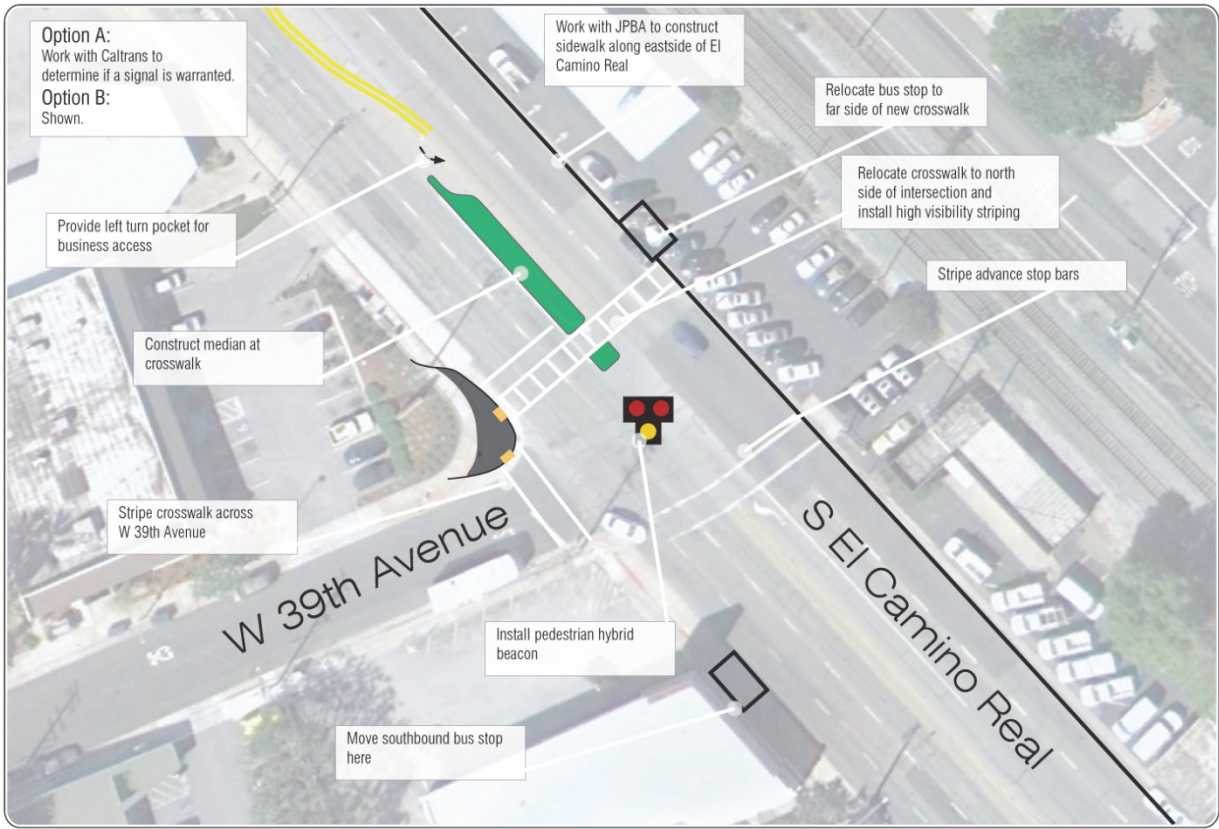 Option A:
Work with Caltrans to
determine if a signal is warranted.
Option B:
Shown.
Work with JPBA to construct
sidewalk along eastside of El
Camino Real
Relocate bus stop to
far side of new crosswalk
Relocate crosswalk to north
side of intersection and
install high visibility striping
Provide left turn pocket for
business access
Stripe advance stop bars
Construct median at
crosswalk
Stripe crosswalk across
W 39th Avenue
W 39th Avenue
S El Camino Real
Install pedestrian hybrid
beacon
Move southbound bus stop
here